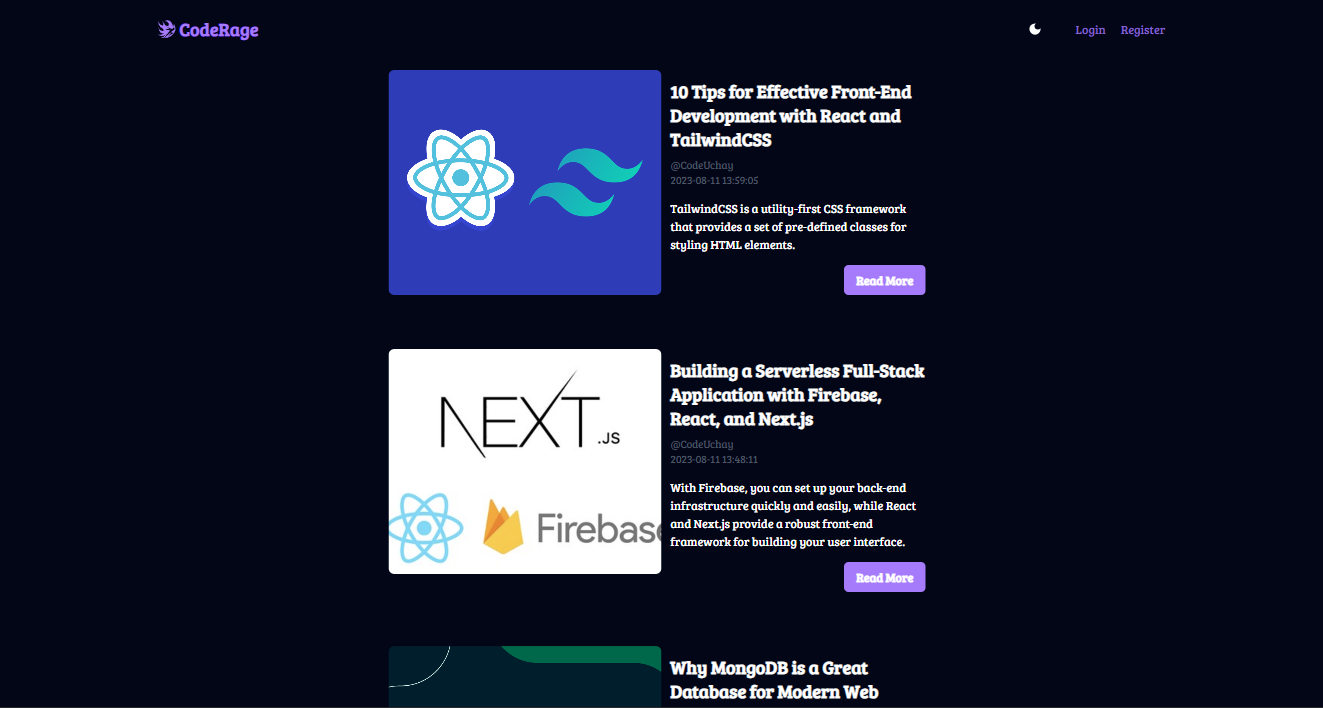 CodeRage
Login Register
10 Tips for Effective Front-End
Development with React and
TailwindCSS
@CodeUchay
2023-08-11 13:59:05
TailwindCSS is a utility-first CSS framework
that provides a set of pre-defined classes for
styling HTML elements.
Read More
NEXT.JS
Firebase
Building a Serverless Full-Stack
Application with Firebase,
React, and Next.js
@CodeUchay
2023-08-11 13:48:11
With Firebase, you can set up your back-end
infrastructure quickly and easily, while React
and Next.js provide a robust front-end
framework for building your user interface.
Read More
Why MongoDB is a Great
Database for Modern Web